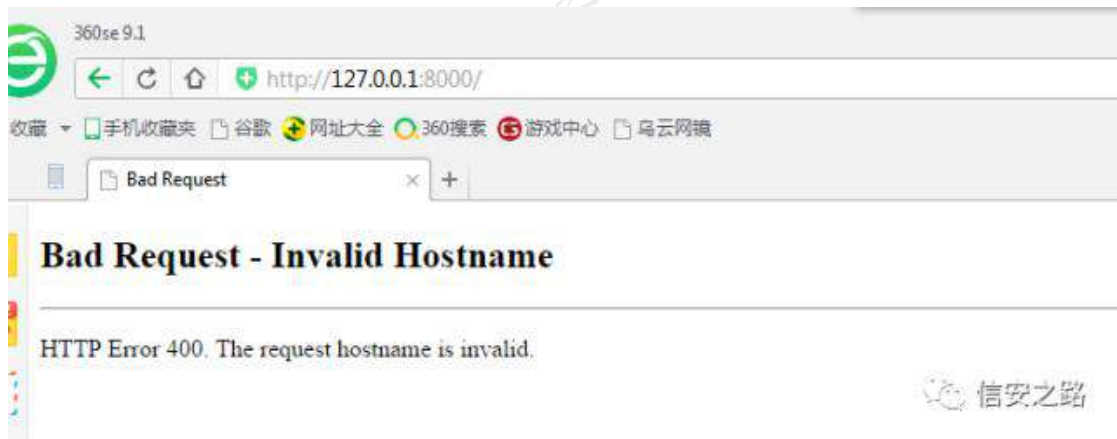 360se 9.1
http://127.0.0.1:8000/
收藏 手机收藏夹 谷歌 网址大全 360搜索 游戏中心 乌云网镜
Bad Request
Bad Request - Invalid Hostname
HTTP Error 400. The request hostname is invalid.
信安之路